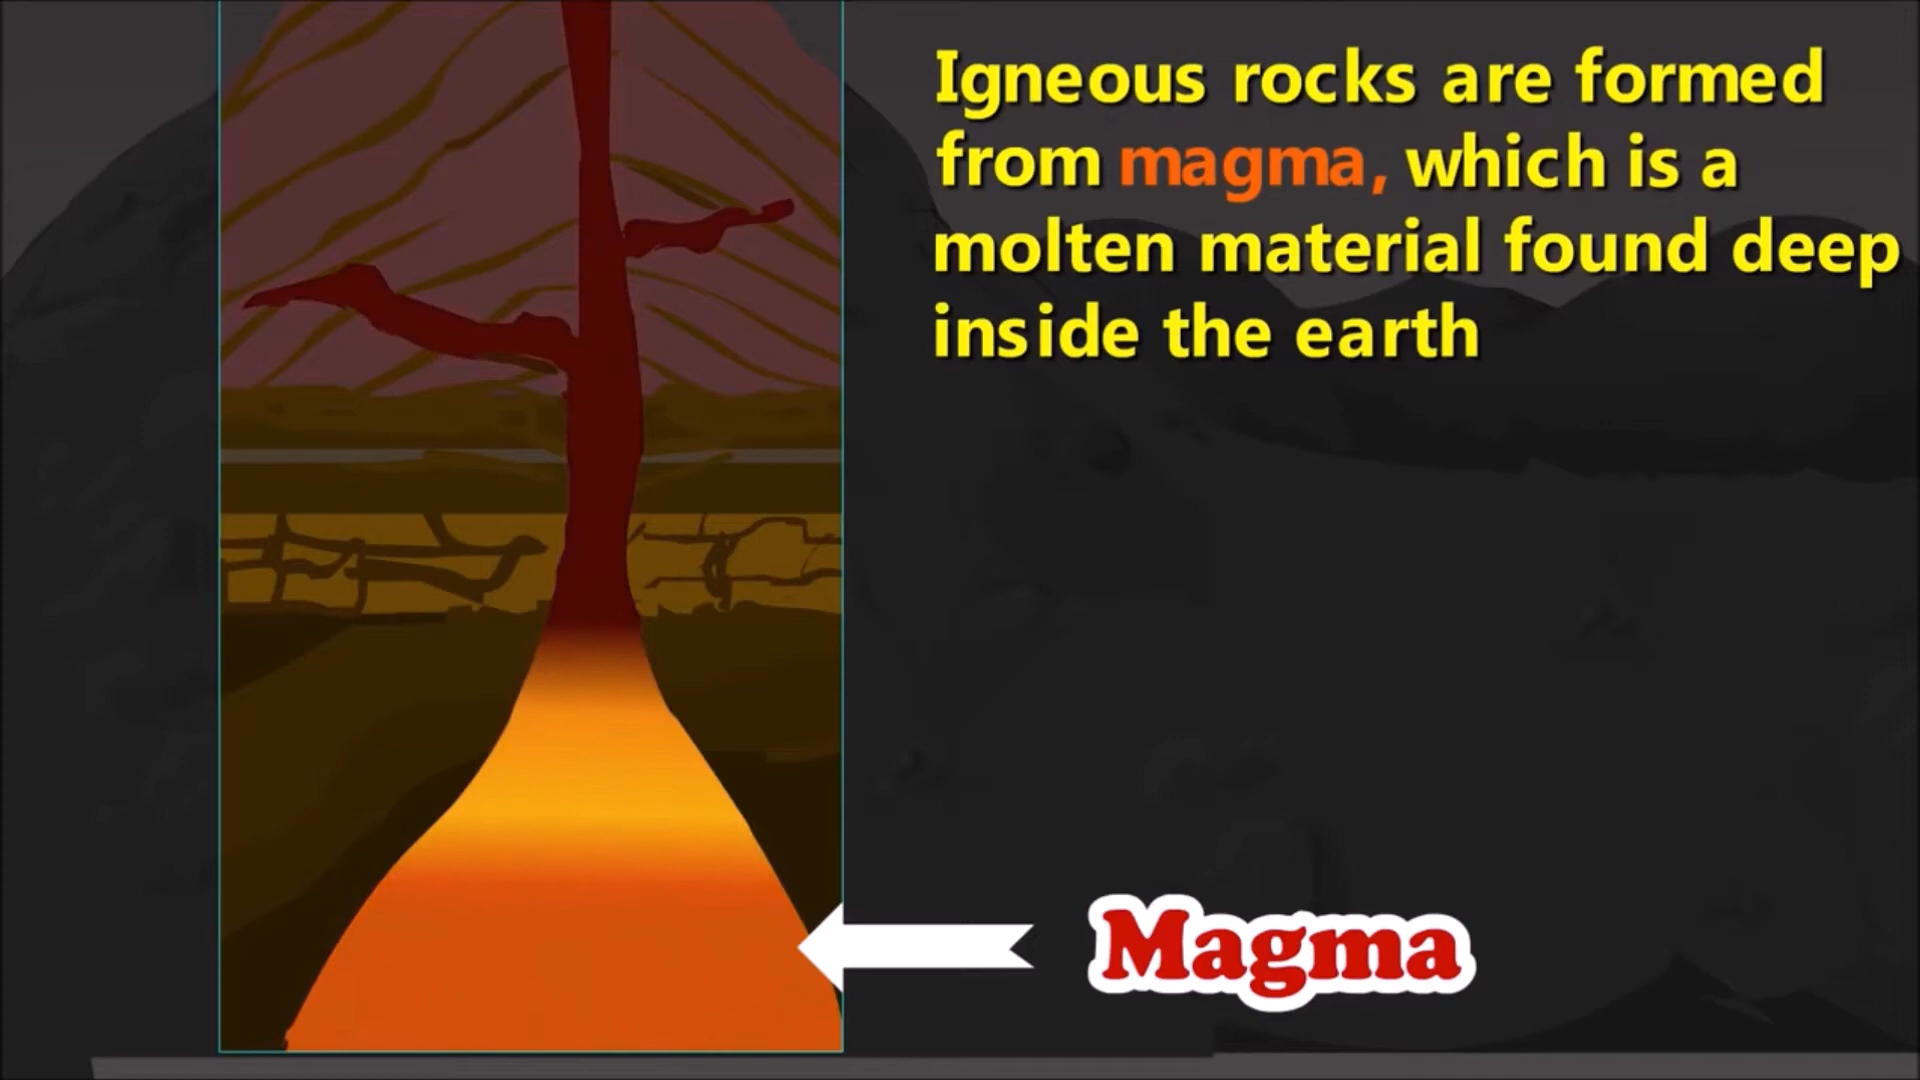 Igneous rocks are formed
from magma, which is a
molten material found deep
inside the earth
Magma